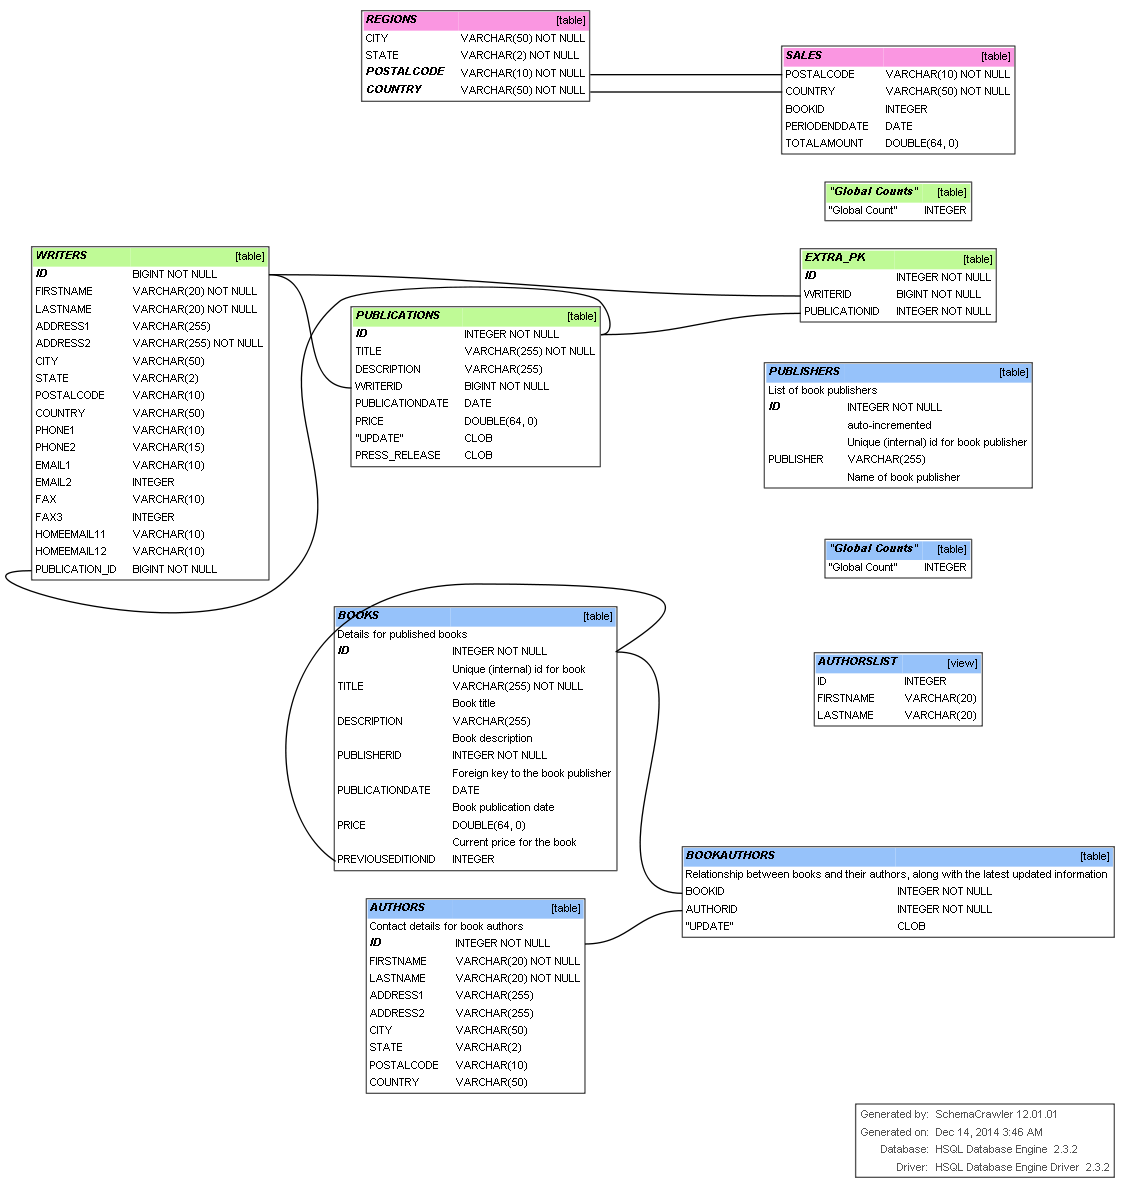 REGIONS [table]
CITY VARCHAR(50) NOT NULL
STATE VARCHAR(2) NOT NULL
POSTALCODE VARCHAR(10) NOT NULL
COUNTRY VARCHAR(50) NOT NULL
SALES [table]
POSTALCODE VARCHAR(10) NOT NULL
COUNTRY VARCHAR(50) NOT NULL
BOOKID INTEGER
PERIODENDDATE DATE
TOTALAMOUNT DOUBLE(64, 0)
"Global Counts" [table]
"Global Count" INTEGER
WRITERS [table]
ID BIGINT NOT NULL
FIRSTNAME VARCHAR(20) NOT NULL
LASTNAME VARCHAR(20) NOT NULL
ADDRESS1 VARCHAR(255)
ADDRESS2 VARCHAR(255) NOT NULL
CITY VARCHAR(50)
STATE VARCHAR(2)
POSTALCODE VARCHAR(10)
COUNTRY VARCHAR(50)
PHONE1 VARCHAR(10)
PHONE2 VARCHAR(15)
EMAIL1 VARCHAR(10)
EMAIL2 INTEGER
FAX VARCHAR(10)
FAX3 INTEGER
HOMEEMAIL11 VARCHAR(10)
HOMEEMAIL12 VARCHAR(10)
PUBLICATION_ID BIGINT NOT NULL
EXTRA_PK [table]
ID INTEGER NOT NULL
WRITERID BIGINT NOT NULL
PUBLICATIONID INTEGER NOT NULL
PUBLICATIONS [table]
ID INTEGER NOT NULL
TITLE VARCHAR(255) NOT NULL
DESCRIPTION VARCHAR(255)
WRITERID BIGINT NOT NULL
PUBLICATIONDATE DATE
PRICE DOUBLE(64, 0)
"UPDATE" CLOB
PRESS_RELEASE CLOB
PUBLISHERS [table]
List of book publishers
ID INTEGER NOT NULL
auto-incremented
Unique (internal) id for book publisher
PUBLISHER VARCHAR(255)
Name of book publisher
"Global Counts" [table]
"Global Count" INTEGER
BOOKS [table]
Details for published books
ID INTEGER NOT NULL
Unique (internal) id for book
TITLE VARCHAR(255) NOT NULL
Book title
DESCRIPTION VARCHAR(255)
Book description
PUBLISHERID INTEGER NOT NULL
Foreign key to the book publisher
PUBLICATIONDATE DATE
Book publication date
PRICE DOUBLE(64, 0)
Current price for the book
PREVIOUSEDITIONID INTEGER
AUTHORSLIST [view]
ID INTEGER
FIRSTNAME VARCHAR(20)
LASTNAME VARCHAR(20)
BOOKAUTHORS [table]
Relationship between books and their authors, along with the latest updated information
BOOKID INTEGER NOT NULL
AUTHORID INTEGER NOT NULL
"UPDATE" CLOB
AUTHORS [table]
Contact details for book authors
ID INTEGER NOT NULL
FIRSTNAME VARCHAR(20) NOT NULL
LASTNAME VARCHAR(20) NOT NULL
ADDRESS1 VARCHAR(255)
ADDRESS2 VARCHAR(255)
CITY VARCHAR(50)
STATE VARCHAR(2)
POSTALCODE VARCHAR(10)
COUNTRY VARCHAR(50)
Generated by: SchemaCrawler 12.01.01
Generated on: Dec 14, 2014 3:46 AM
Database: HSQL Database Engine 2.3.2
Driver: HSQL Database Engine Driver 2.3.2